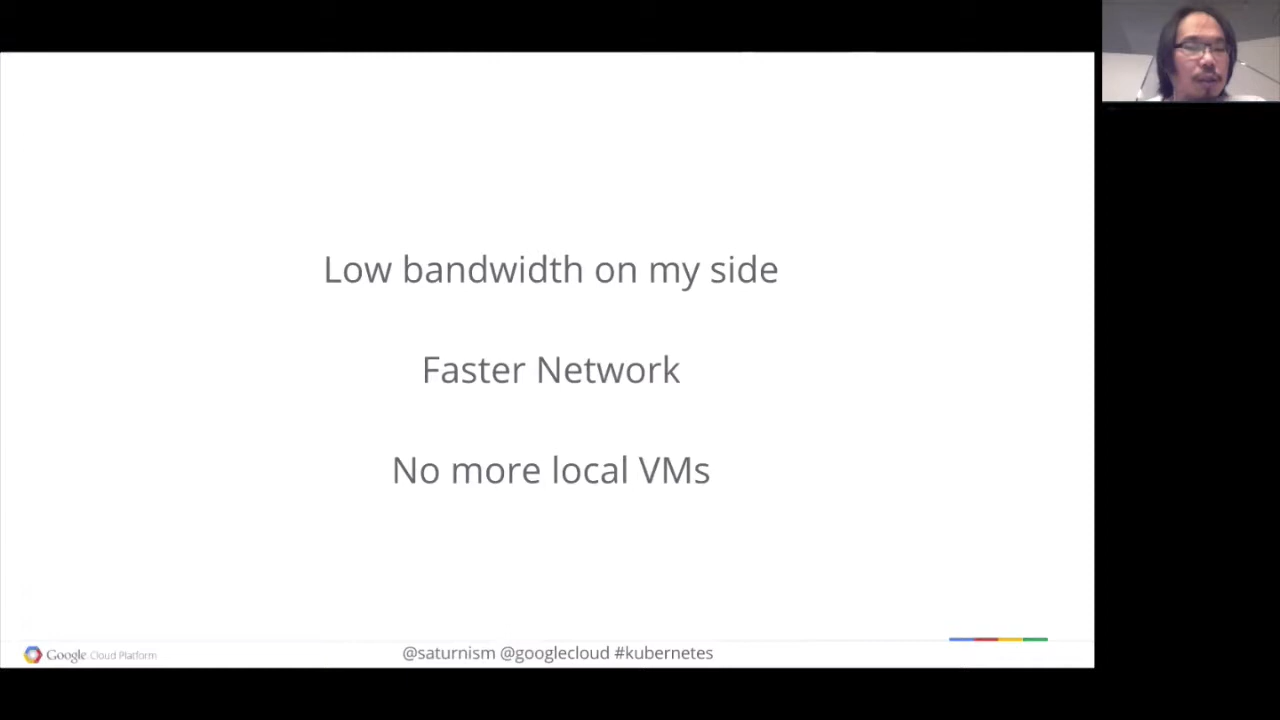 Low bandwidth on my side
Faster Network
No more local VMs
Google Cloud Platform
@saturnism @googlecloud #kubernetes